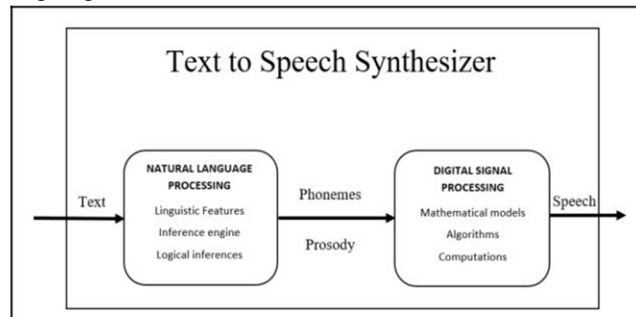 Text to Speech Synthesizer
NATURAL LANGUAGE
PROCESSING
Linguistic Features
Inference engine
Logical inferences
DIGITAL SIGNAL
PROCESSING
Mathematical models
Algorithms
Computations
Text
Phonemes
Prosody
Speech